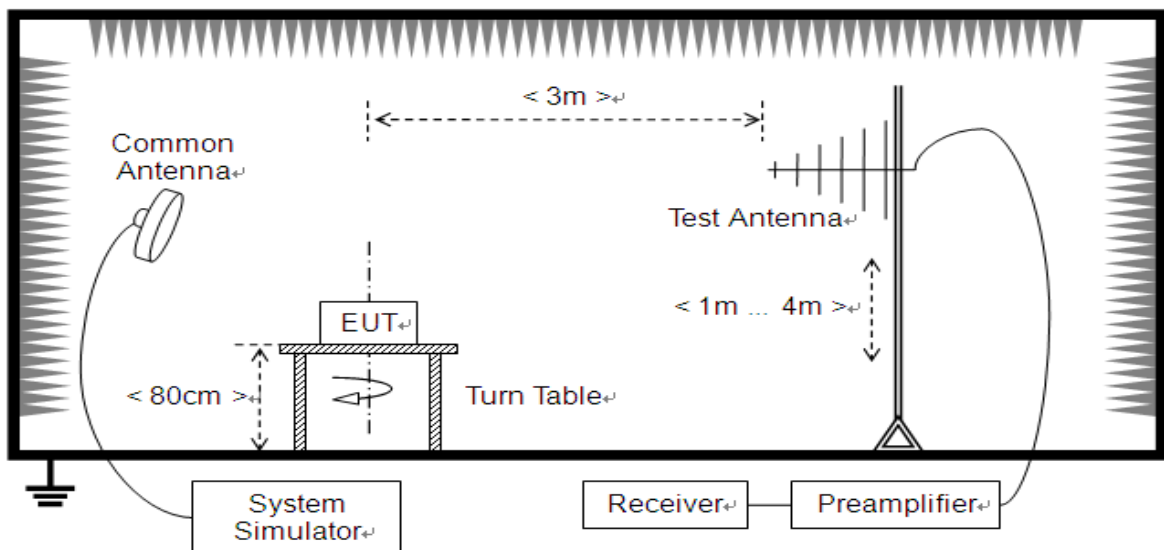 < 3m >↵
Common
Antenna↵
Test Antenna↵
< 1m ... 4m >↵
EUT↵
< 80cm >↵
Turn Table↵
System
Simulator↵
Receiver↵
Preamplifier↵